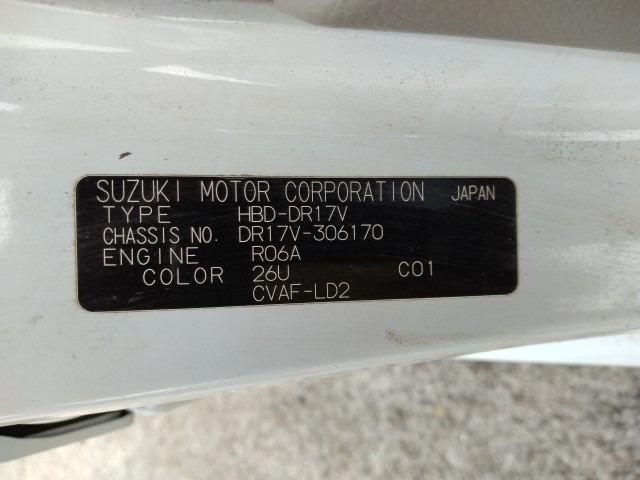 SUZUKI MOTOR CORPORATION JAPAN
TYPE HBD-DR17V
CHASSIS NO. DR17V-306170
ENGINE R06A
COLOR 26U C01
CVAF-LD2